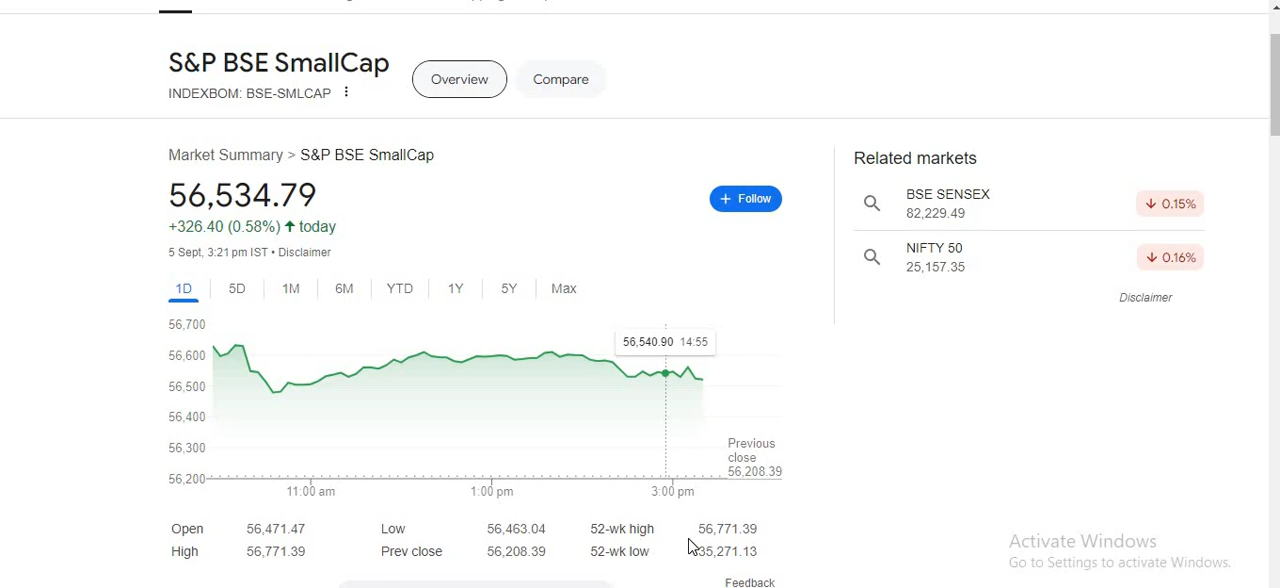 S&P BSE SmallCap
INDEXBOM: BSE-SMLCAP
Overview
Compare
Market Summary > S&P BSE SmallCap
56,534.79
+326.40 (0.58%) ↑ today
5 Sept, 3:21 pm IST • Disclaimer
+ Follow
1D 5D 1M 6M YTD 1Y 5Y Max
56,700
56,600
56,500
56,400
56,300
56,200
56,540.90 14:55
Previous
close
56,208.39
11:00 am 1:00 pm 3:00 pm
Open 56,471.47 Low 56,463.04 52-wk high 56,771.39
High 56,771.39 Prev close 56,208.39 52-wk low 35,271.13
Feedback
Related markets
BSE SENSEX
82,229.49
↓ 0.15%
NIFTY 50
25,157.35
↓ 0.16%
Disclaimer
Activate Windows
Go to Settings to activate Windows.